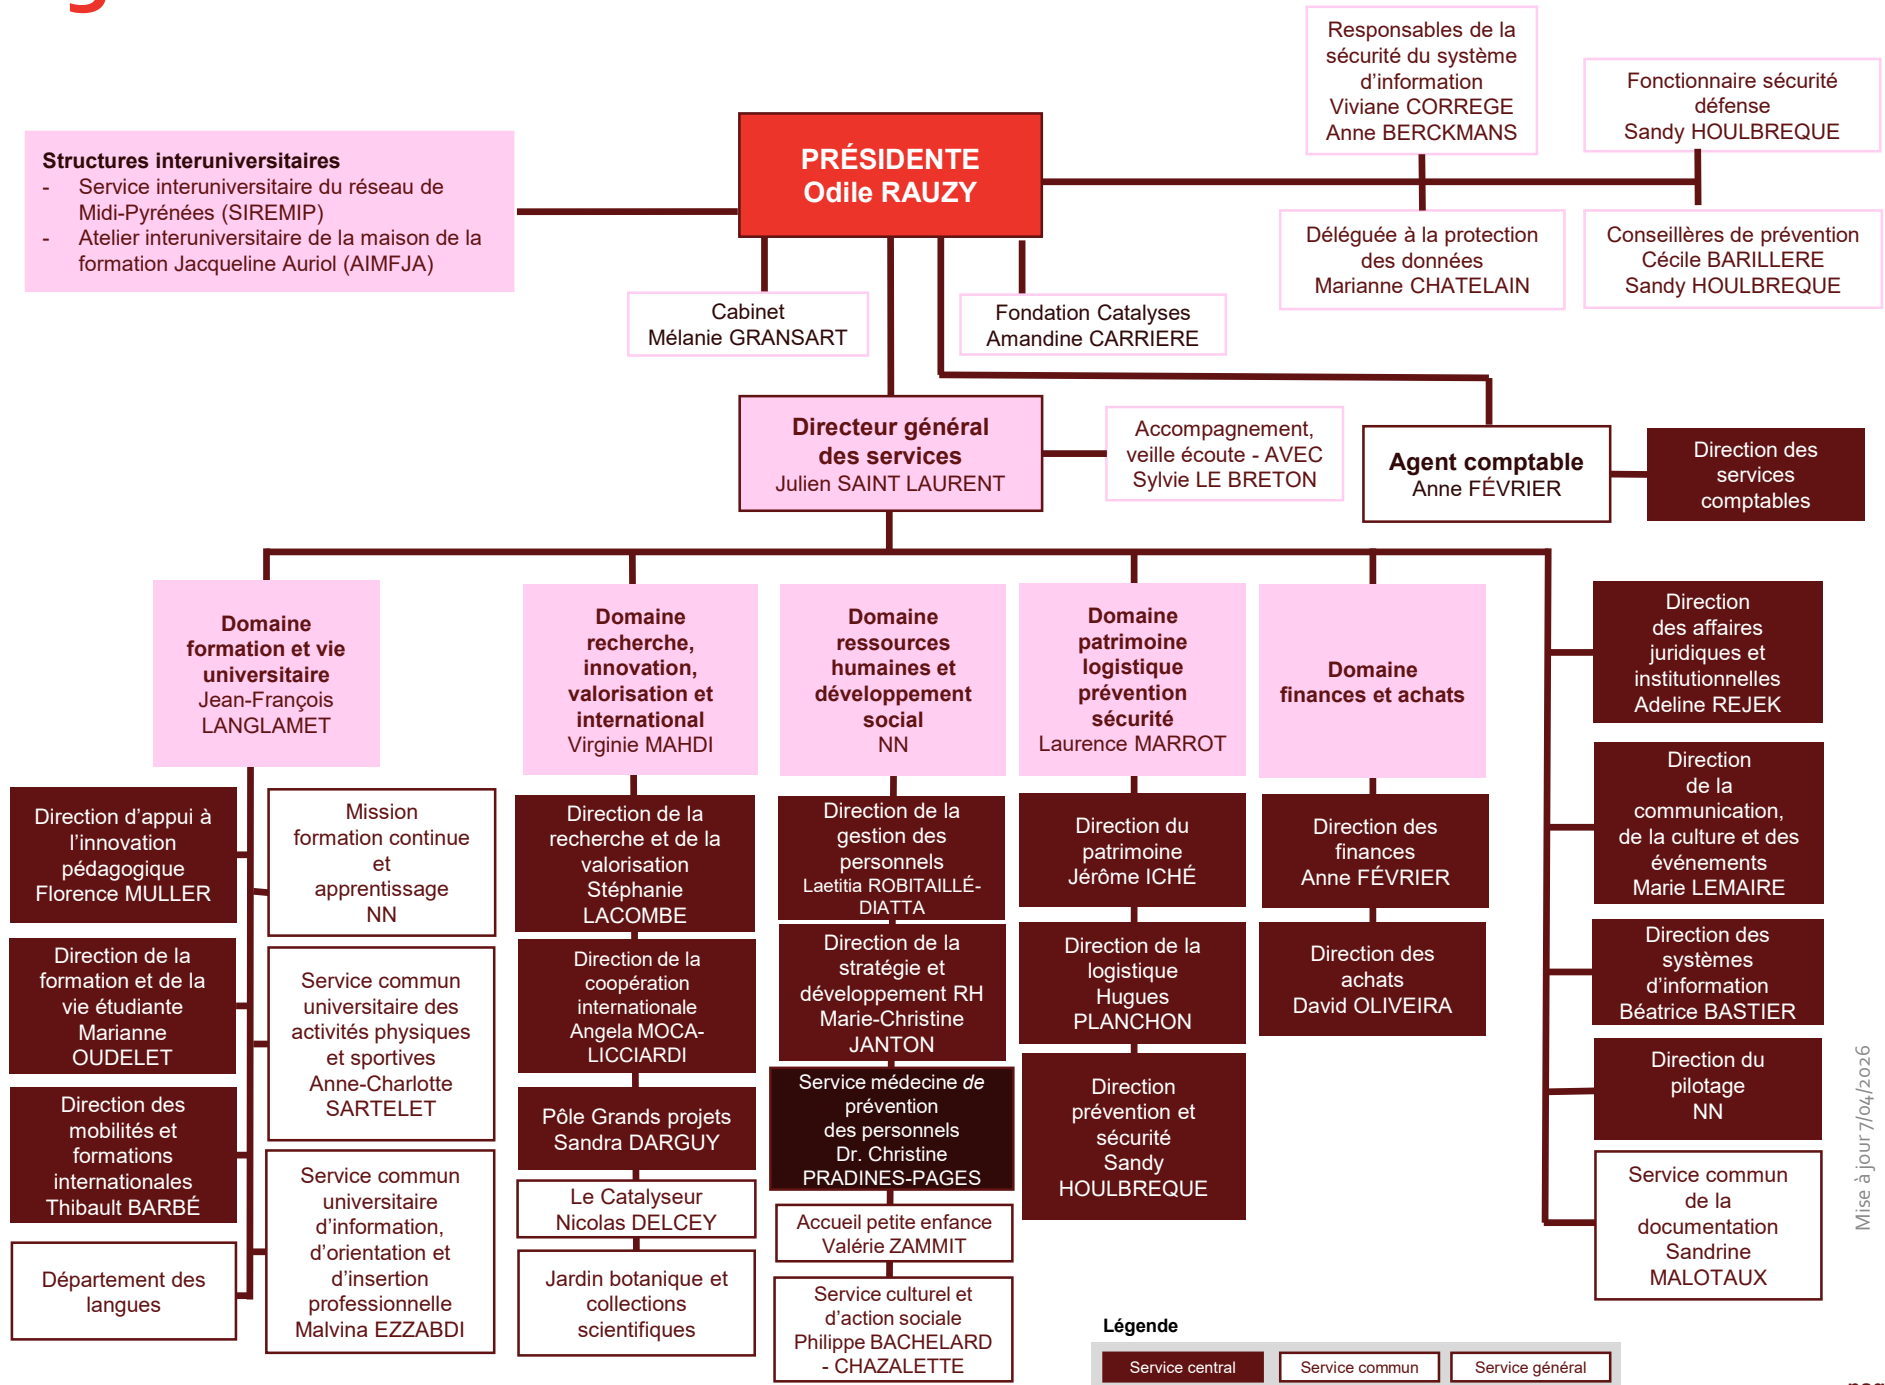 Responsables de la
sécurité du système
d'information
Viviane CORREGE
Anne BERCKMANS
Fonctionnaire sécurité
défense
Sandy HOULBREQUE
PRÉSIDENTE
Odile RAUZY
Structures interuniversitaires
- Service interuniversitaire du réseau de
Midi-Pyrénées (SIREMIP)
- Atelier interuniversitaire de la maison de la
formation Jacqueline Auriol (AIMFJA)
Déléguée à la protection
des données
Marianne CHATELAIN
Conseillères de prévention
Cécile BARILLERE
Sandy HOULBREQUE
Cabinet
Mélanie GRANSART
Fondation Catalyses
Amandine CARRIERE
Directeur général
des services
Julien SAINT LAURENT
Accompagnement,
veille écoute - AVEC
Sylvie LE BRETON
Agent comptable
Anne FÉVRIER
Direction des
services
comptables
Domaine
formation et vie
universitaire
Jean-François
LANGLAMET
Domaine
recherche,
innovation,
valorisation et
international
Virginie MAHDI
Domaine
ressources
humaines et
développement
social
NN
Domaine
patrimoine
logistique
prévention
sécurité
Laurence MARROT
Domaine
finances et achats
Direction
des affaires
juridiques et
institutionnelles
Adeline REJEK
Direction d'appui à
l'innovation
pédagogique
Florence MULLER
Mission
formation continue
et
apprentissage
NN
Direction de la
recherche et de la
valorisation
Stéphanie
LACOMBE
Direction de la
gestion des
personnels
Laetitia ROBITAILLÉ-
DIATTA
Direction du
patrimoine
Jérôme ICHÉ
Direction des
finances
Anne FÉVRIER
Direction
de la
communication,
de la culture et des
événements
Marie LEMAIRE
Direction de la
formation et de la
vie étudiante
Marianne
OUDELET
Service commun
universitaire des
activités physiques
et sportives
Anne-Charlotte
SARTELET
Direction de la
coopération
internationale
Angela MOCA-
LICCIARDI
Direction de la
stratégie et
développement RH
Marie-Christine
JANTON
Direction de la
logistique
Hugues
PLANCHON
Direction des
achats
David OLIVEIRA
Direction des
systèmes
d'information
Béatrice BASTIER
Direction des
mobilités et
formations
internationales
Thibault BARBÉ
Service commun
universitaire
d'information,
d'orientation et
d'insertion
professionnelle
Malvina EZZABDI
Pôle Grands projets
Sandra DARGUY
Service médecine de
prévention
des personnels
Dr. Christine
PRADINES-PAGES
Direction
prévention et
sécurité
Sandy
HOULBREQUE
Direction du
pilotage
NN
Le Catalyseur
Nicolas DELCEY
Accueil petite enfance
Valérie ZAMMIT
Service commun
de la
documentation
Sandrine
MALOTAUX
Département des
langues
Jardin botanique et
collections
scientifiques
Service culturel et
d'action sociale
Philippe BACHELARD
- CHAZALETTE
Mise à jour 7/04/2026
Légende
Service central
Service commun
Service général